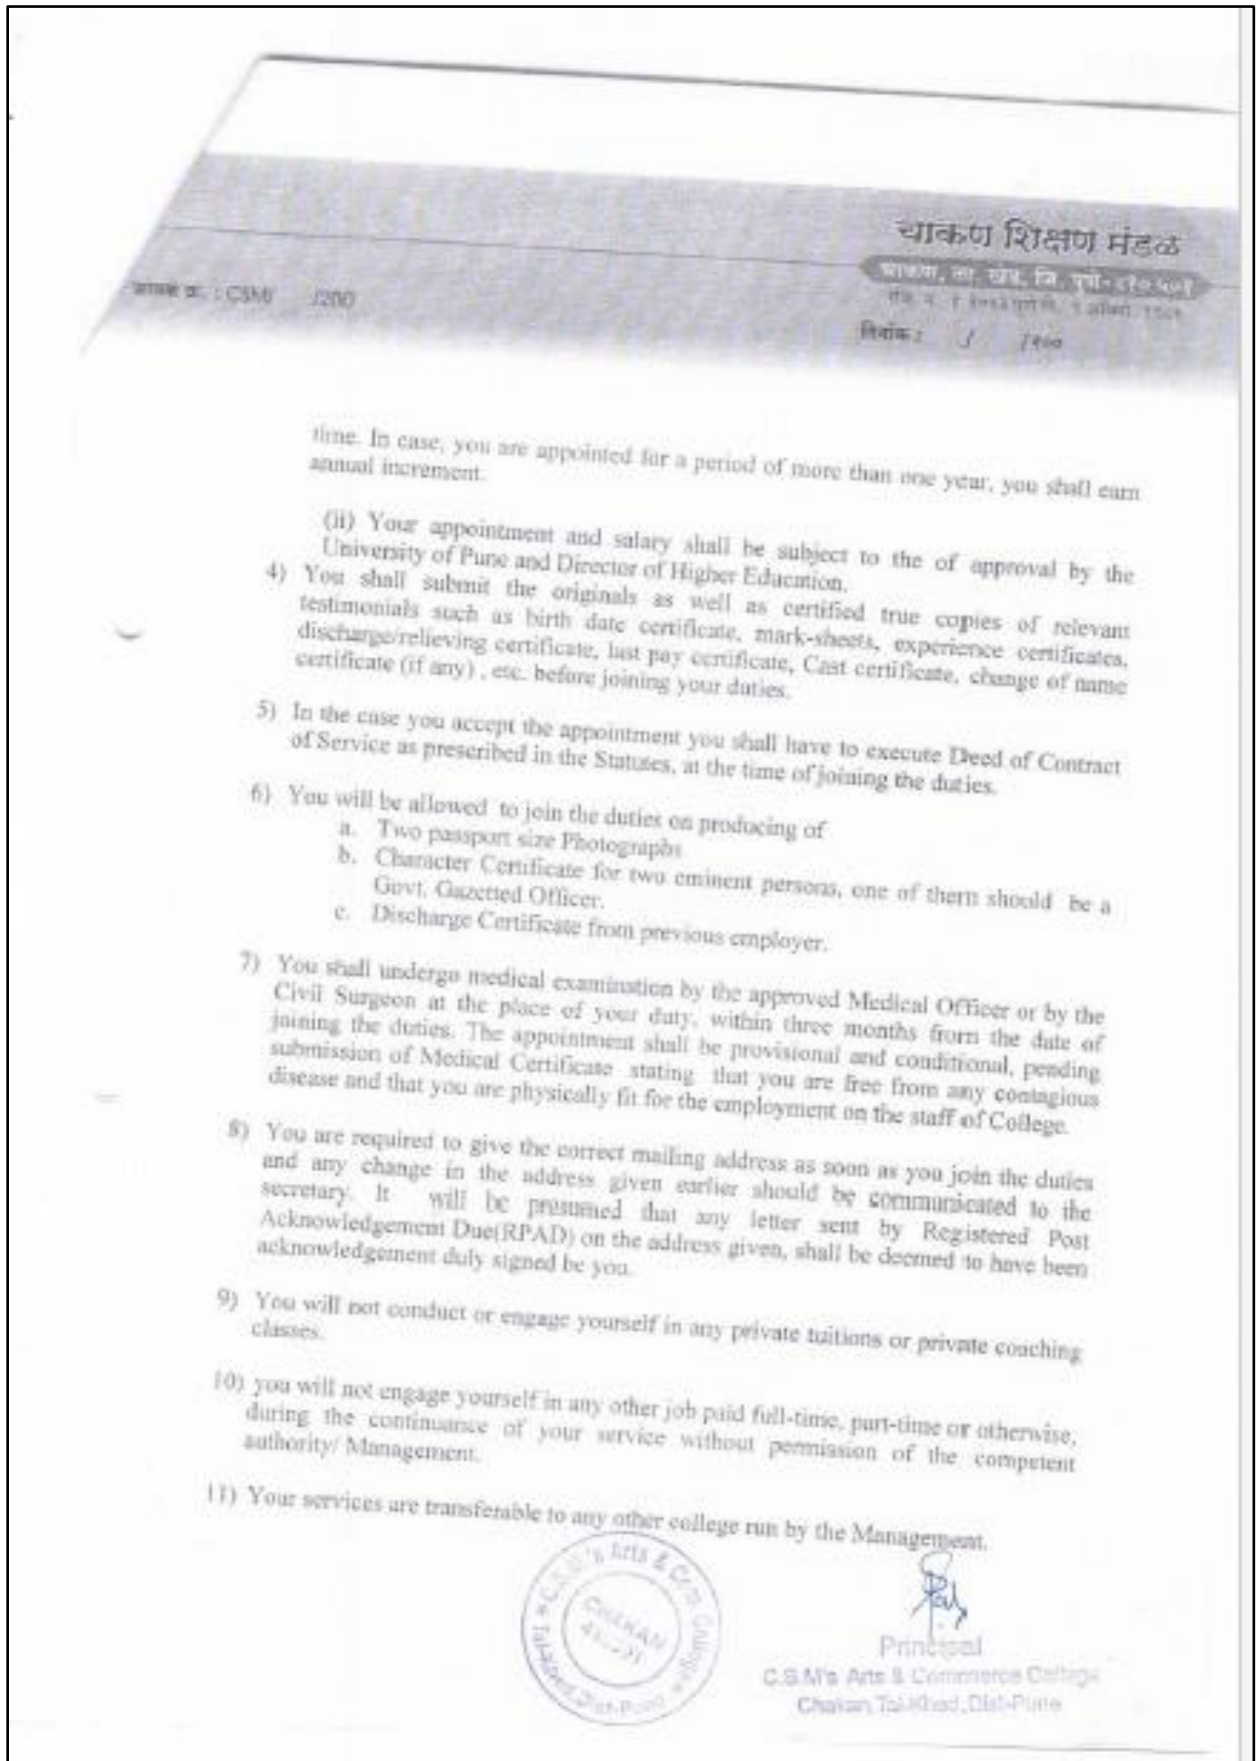 चाकण शिक्षण मंडळ
चाकण, ता. खेड, जि. पुणे- ४१० ५०१
जावक क्र. : CSM/ /200
दिनांक : / /२००
time. In case, you are appointed for a period of more than one year, you shall earn
annual increment.
(ii) Your appointment and salary shall be subject to the of approval by the
University of Pune and Director of Higher Education.
4) You shall submit the originals as well as certified true copies of relevant
testimonials such as birth date certificate, mark-sheets, experience certificates,
discharge/relieving certificate, last pay certificate, Cast certificate, change of name
certificate (if any) , etc. before joining your duties.
5) In the case you accept the appointment you shall have to execute Deed of Contract
of Service as prescribed in the Statutes, at the time of joining the duties.
6) You will be allowed to join the duties on producing of
a. Two passport size Photographs
b. Character Certificate for two eminent persons, one of them should be a
Govt. Gazetted Officer.
c. Discharge Certificate from previous employer.
7) You shall undergo medical examination by the approved Medical Officer or by the
Civil Surgeon at the place of your duty, within three months from the date of
joining the duties. The appointment shall be provisional and conditional, pending
submission of Medical Certificate stating that you are free from any contagious
disease and that you are physically fit for the employment on the staff of College.
8) You are required to give the correct mailing address as soon as you join the duties
and any change in the address given earlier should be communicated to the
secretary. It will be presumed that any letter sent by Registered Post
Acknowledgement Due(RPAD) on the address given, shall be deemed to have been
acknowledgement duly signed be you.
9) You will not conduct or engage yourself in any private tuitions or private coaching
classes.
10) you will not engage yourself in any other job paid full-time, part-time or otherwise,
during the continuance of your service without permission of the competent
authority/ Management.
11) Your services are transferable to any other college run by the Management.
C.S.M.'s Arts & Com. College
CHAKAN
Tal-Khed, Dist-Pune
Principal
C.S.M's Arts & Commerce College
Chakan, Tal-Khed, Dist-Pune